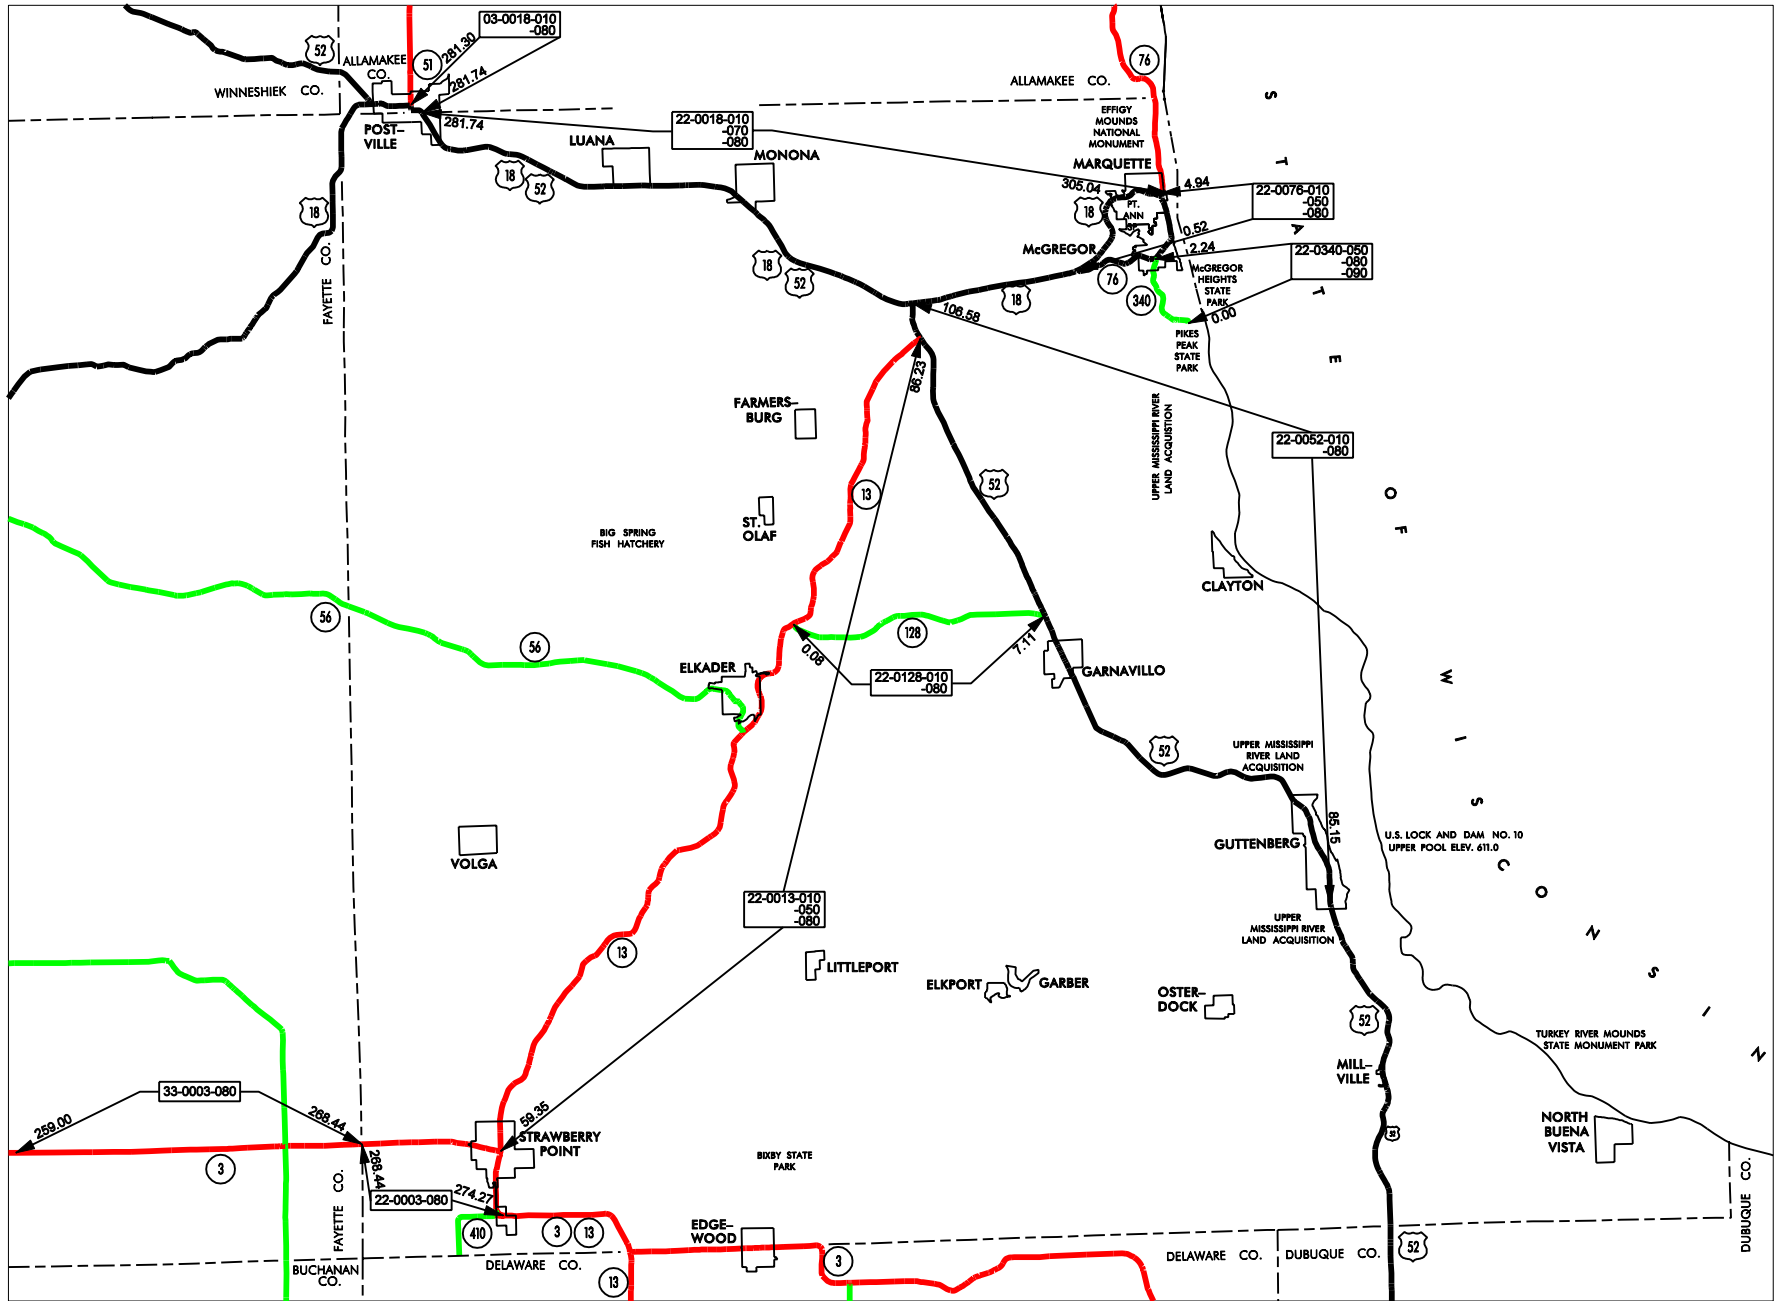 03-0018-010
-080
52
ALLAMAKEE
CO.
51
281.30
281.74
76
WINNESHIEK CO.
ALLAMAKEE CO.
S
T
A
T
E
O
F
W
I
S
C
O
N
S
I
N
POST-
VILLE
281.74
22-0018-010
-070
-080
EFFIGY
MOUNDS
NATIONAL
MONUMENT
LUANA
MONONA
MARQUETTE
18
52
305.04
4.94
22-0076-010
-050
-080
18
18
PT.
ANN
SP.
0.52
2.24
McGREGOR
22-0340-050
-080
-090
FAYETTE CO.
18
52
76
340
McGREGOR
HEIGHTS
STATE
PARK
18
106.58
0.00
PIKES
PEAK
STATE
PARK
86.23
FARMERS-
BURG
UPPER MISSISSIPPI RIVER
LAND ACQUISTION
22-0052-010
-080
52
13
ST.
OLAF
BIG SPRING
FISH HATCHERY
CLAYTON
56
56
128
0.08
7.11
ELKADER
22-0128-010
-080
GARNAVILLO
52
UPPER MISSISSIPPI
RIVER LAND
ACQUISITION
85.15
U.S. LOCK AND DAM NO. 10
UPPER POOL ELEV. 611.0
GUTTENBERG
VOLGA
22-0013-010
-050
-080
UPPER
MISSISSIPPI RIVER
LAND ACQUISITION
13
LITTLEPORT
ELKPORT
GARBER
OSTER-
DOCK
52
TURKEY RIVER MOUNDS
STATE MONUMENT PARK
MILL-
VILLE
33-0003-080
259.00
268.44
59.35
STRAWBERRY
POINT
52
NORTH
BUENA
VISTA
3
268.44
BIXBY STATE
PARK
22-0003-080
274.27
FAYETTE CO.
410
3
13
EDGE-
WOOD
DUBUQUE CO.
BUCHANAN
CO.
DELAWARE CO.
13
3
DELAWARE CO.
DUBUQUE CO.
52